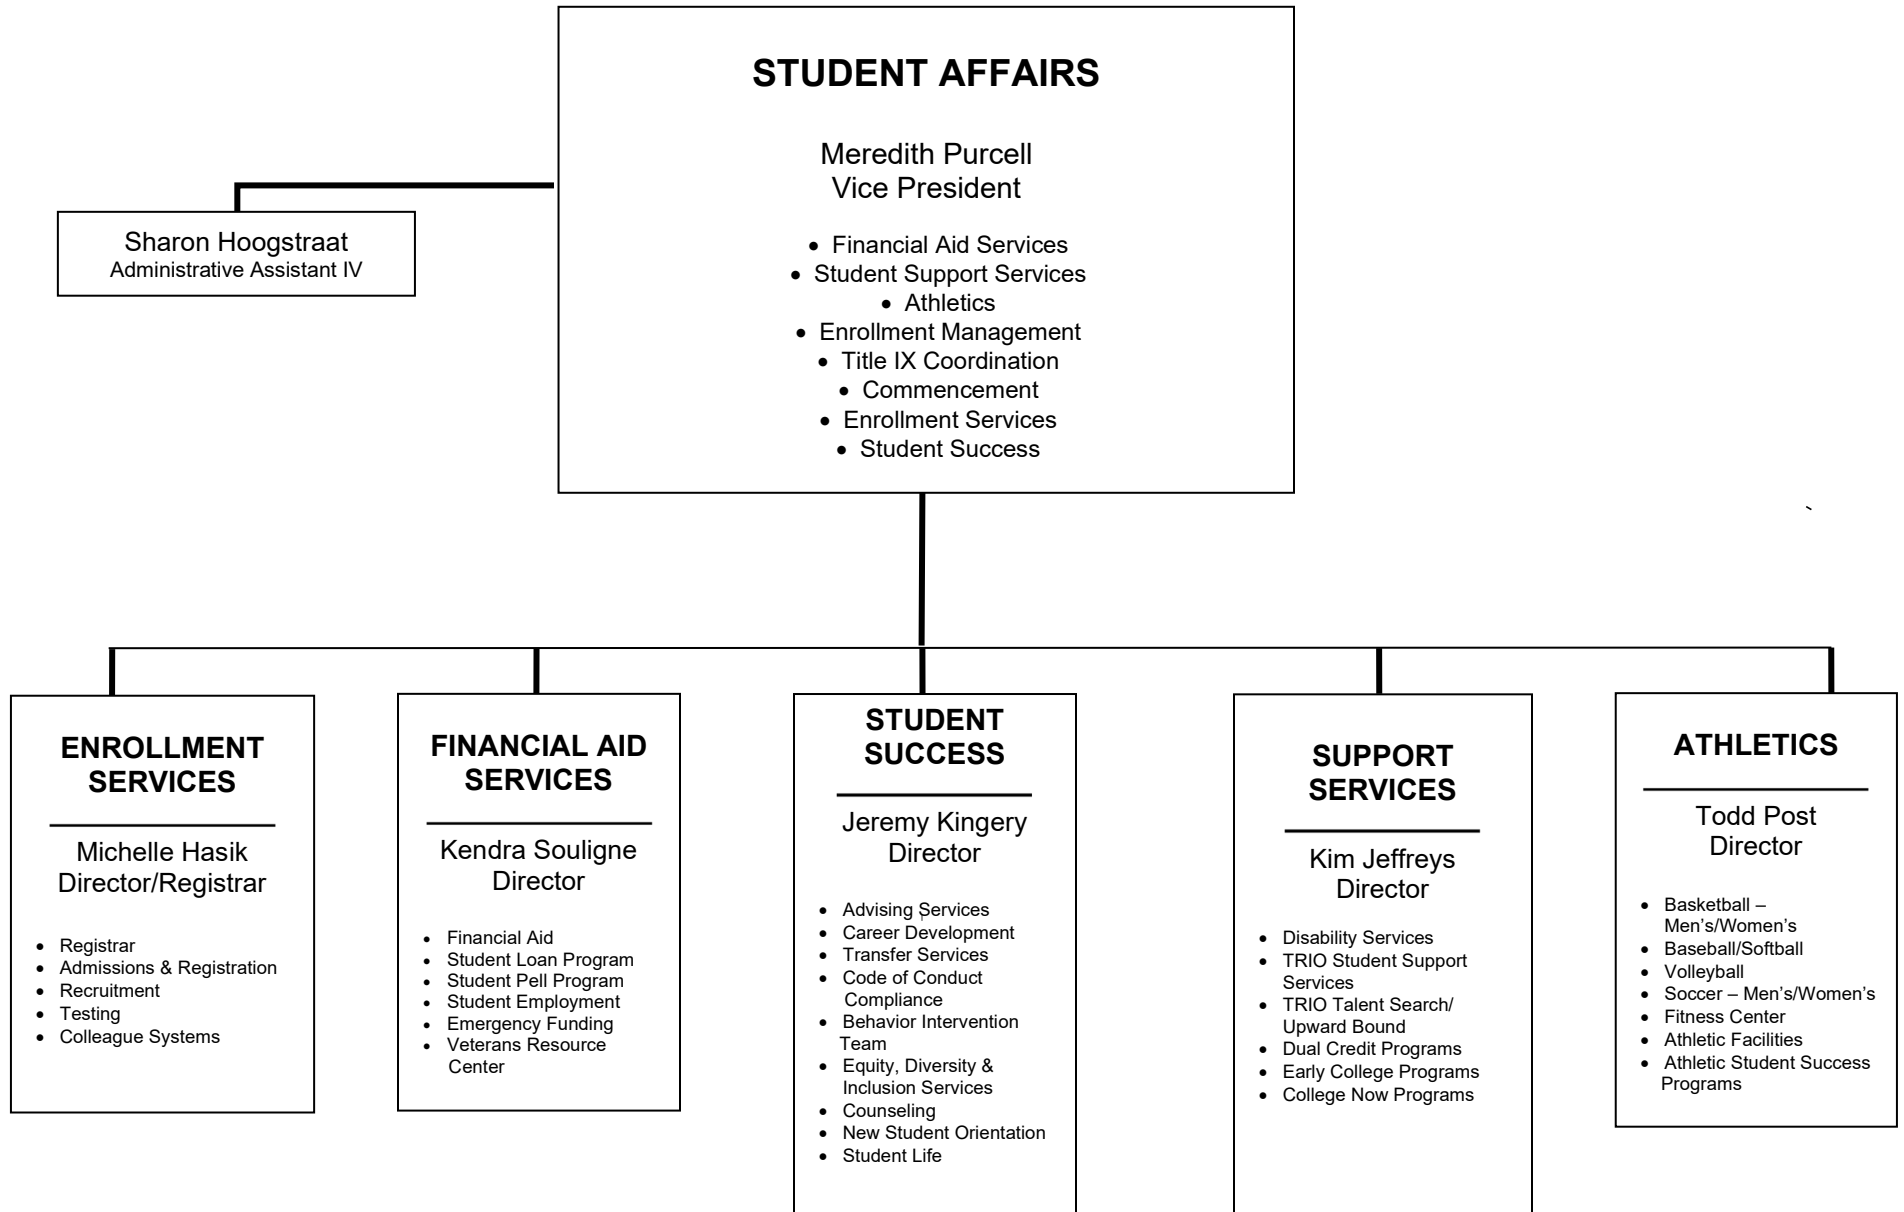 STUDENT AFFAIRS
Meredith Purcell
Vice President
• Financial Aid Services
• Student Support Services
• Athletics
• Enrollment Management
• Title IX Coordination
• Commencement
• Enrollment Services
• Student Success
Sharon Hoogstraat
Administrative Assistant IV
ENROLLMENT
SERVICES
Michelle Hasik
Director/Registrar
• Registrar
• Admissions & Registration
• Recruitment
• Testing
• Colleague Systems
FINANCIAL AID
SERVICES
Kendra Souligne
Director
• Financial Aid
• Student Loan Program
• Student Pell Program
• Student Employment
• Emergency Funding
• Veterans Resource
Center
STUDENT
SUCCESS
Jeremy Kingery
Director
• Advising Services
• Career Development
• Transfer Services
• Code of Conduct
Compliance
• Behavior Intervention
Team
• Equity, Diversity &
Inclusion Services
• Counseling
• New Student Orientation
• Student Life
SUPPORT
SERVICES
Kim Jeffreys
Director
• Disability Services
• TRIO Student Support
Services
• TRIO Talent Search/
Upward Bound
• Dual Credit Programs
• Early College Programs
• College Now Programs
ATHLETICS
Todd Post
Director
• Basketball –
Men’s/Women’s
• Baseball/Softball
• Volleyball
• Soccer – Men’s/Women’s
• Fitness Center
• Athletic Facilities
• Athletic Student Success
Programs